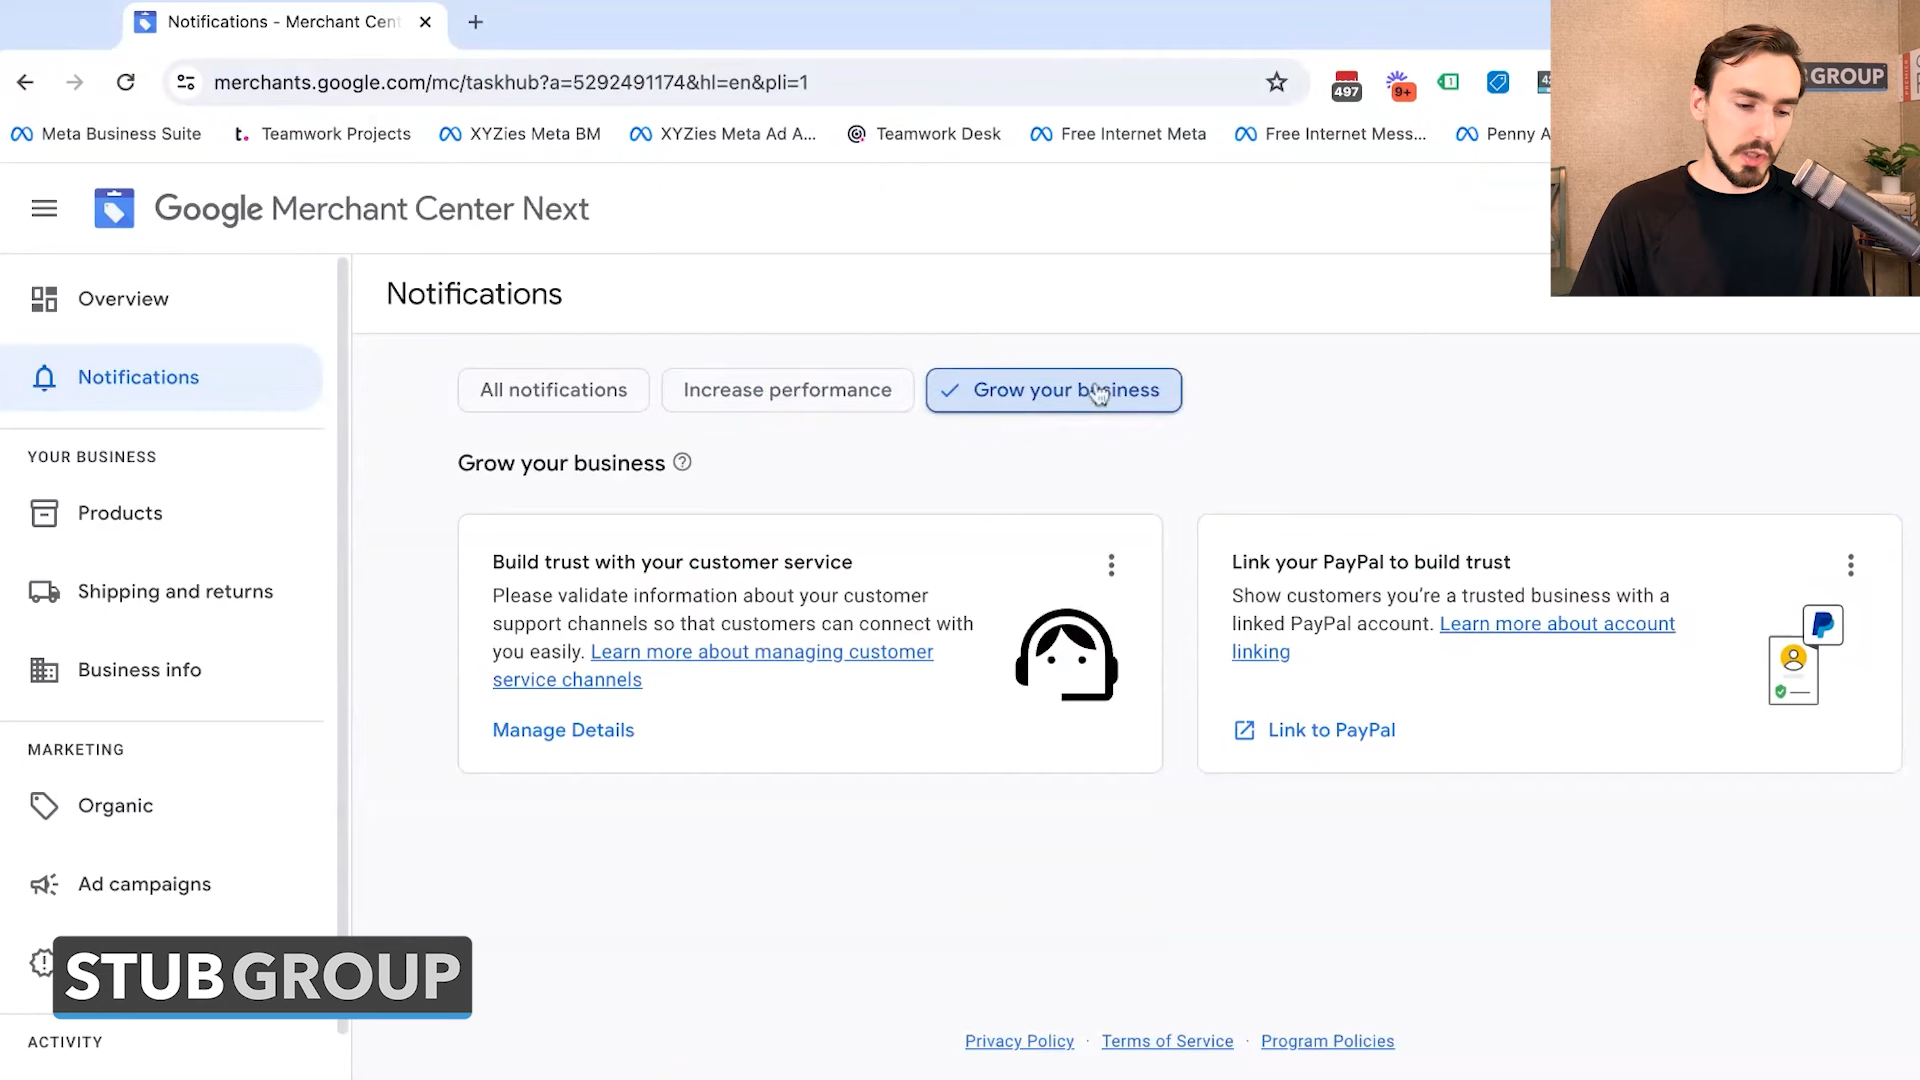 Notifications - Merchant Cent
merchants.google.com/mc/taskhub?a=5292491174&hl=en&pli=1
497
9+
1
GROUP
Meta Business Suite
Teamwork Projects
XYZies Meta BM
XYZies Meta Ad A...
Teamwork Desk
Free Internet Meta
Free Internet Mess...
Penny A
Google Merchant Center Next
Overview
Notifications
YOUR BUSINESS
Products
Shipping and returns
Business info
MARKETING
Organic
Ad campaigns
STUBGROUP
ACTIVITY
Notifications
All notifications
Increase performance
Grow your business
Grow your business
Build trust with your customer service
Please validate information about your customer
support channels so that customers can connect with
you easily. Learn more about managing customer
service channels
Manage Details
Link your PayPal to build trust
Show customers you're a trusted business with a
linked PayPal account. Learn more about account
linking
Link to PayPal
Privacy Policy · Terms of Service · Program Policies